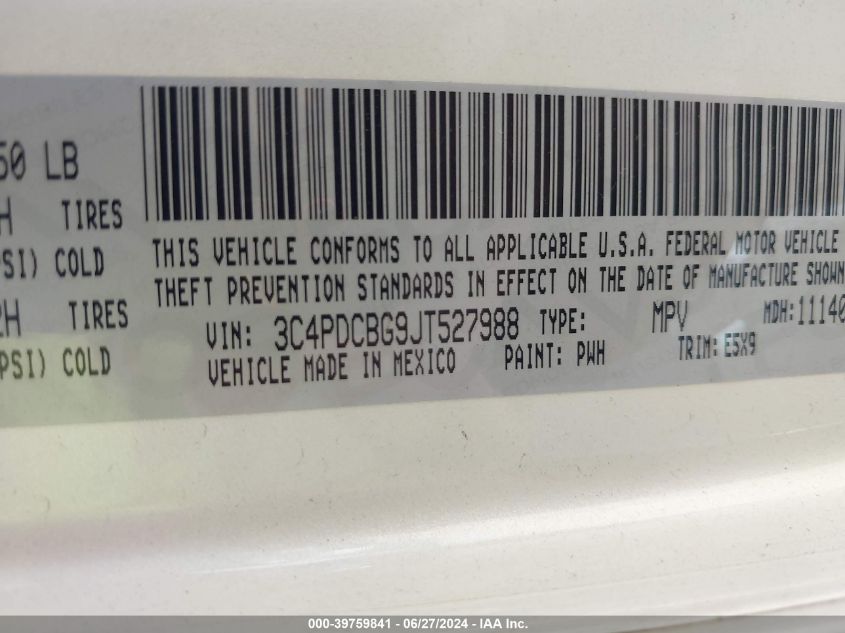 50 LB
H TIRES
PSI) COLD
2H TIRES
PSI) COLD
THIS VEHICLE CONFORMS TO ALL APPLICABLE U.S.A. FEDERAL MOTOR VEHICLE
THEFT PREVENTION STANDARDS IN EFFECT ON THE DATE OF MANUFACTURE SHOWN
VIN: 3C4PDCBG9JT527988 TYPE: MPV MDH:11140
VEHICLE MADE IN MEXICO PAINT: PWH TRIM: E5X9
000-39759841 - 06/27/2024 - IAA Inc.